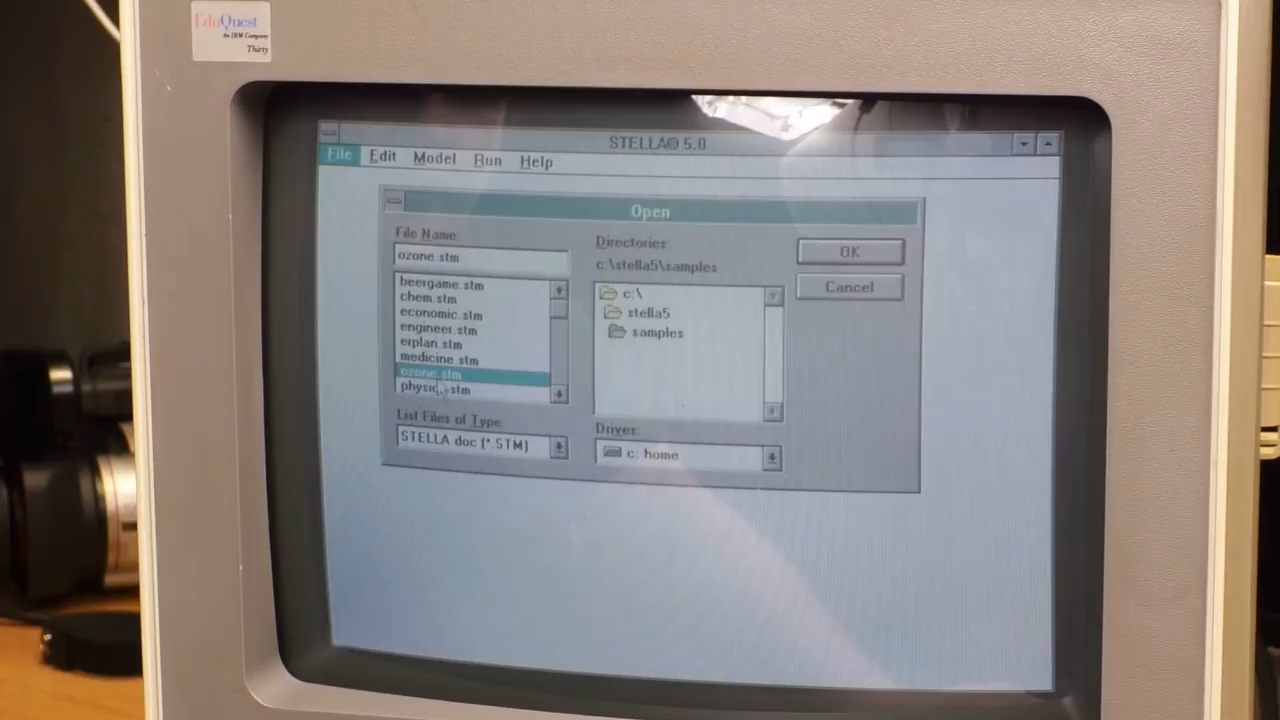 EduQuest
An IBM Company
Thirty
STELLA® 5.0
File Edit Model Run Help
Open
File Name:
ozone.stm
beergame.stm
chem.stm
economic.stm
engineer.stm
erplan.stm
medicine.stm
ozone.stm
physic .stm
List Files of Type
STELLA doc (*.STM)
Directories:
c:\stella5\samples
c:\
stella5
samples
Drives:
c: home
OK
Cancel